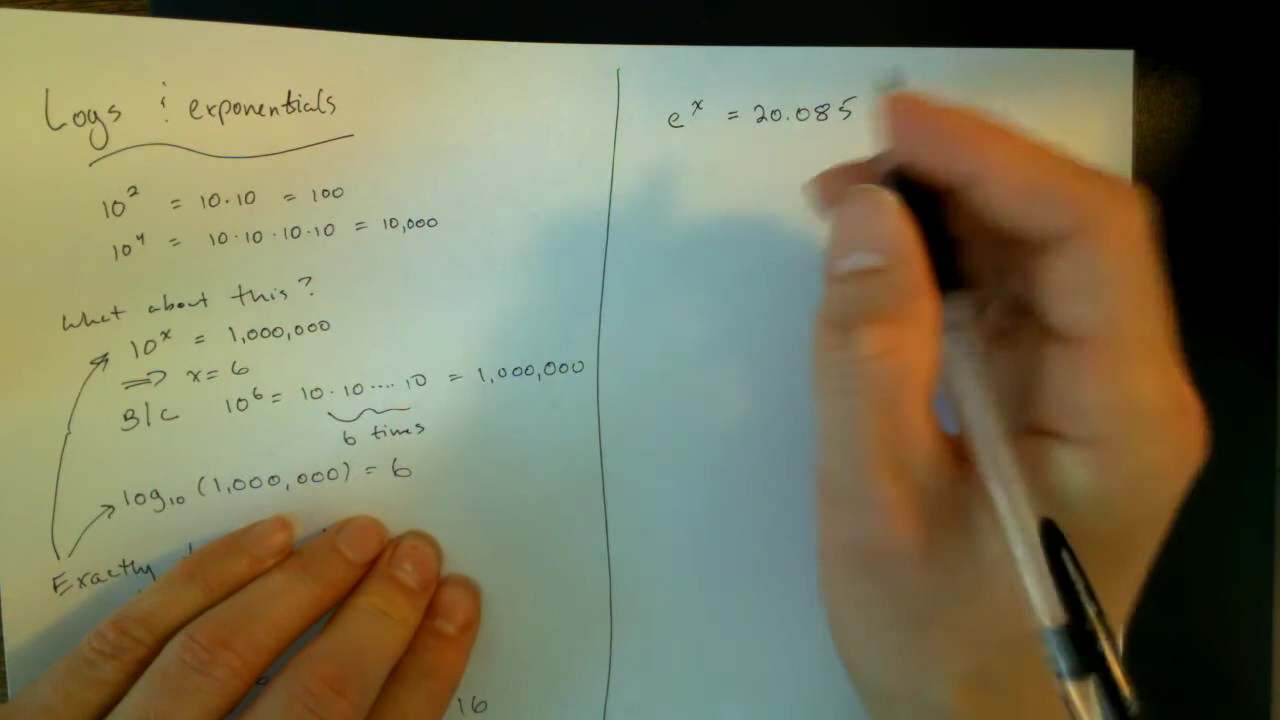 Logs & exponentials
10² = 10·10 = 100
10⁴ = 10·10·10·10 = 10,000
What about this?
10ˣ = 1,000,000
⇒ x = 6
B/C 10⁶ = 10·10····10 = 1,000,000
6 times
log₁₀ (1,000,000) = 6
Exactly
16
eˣ = 20.085